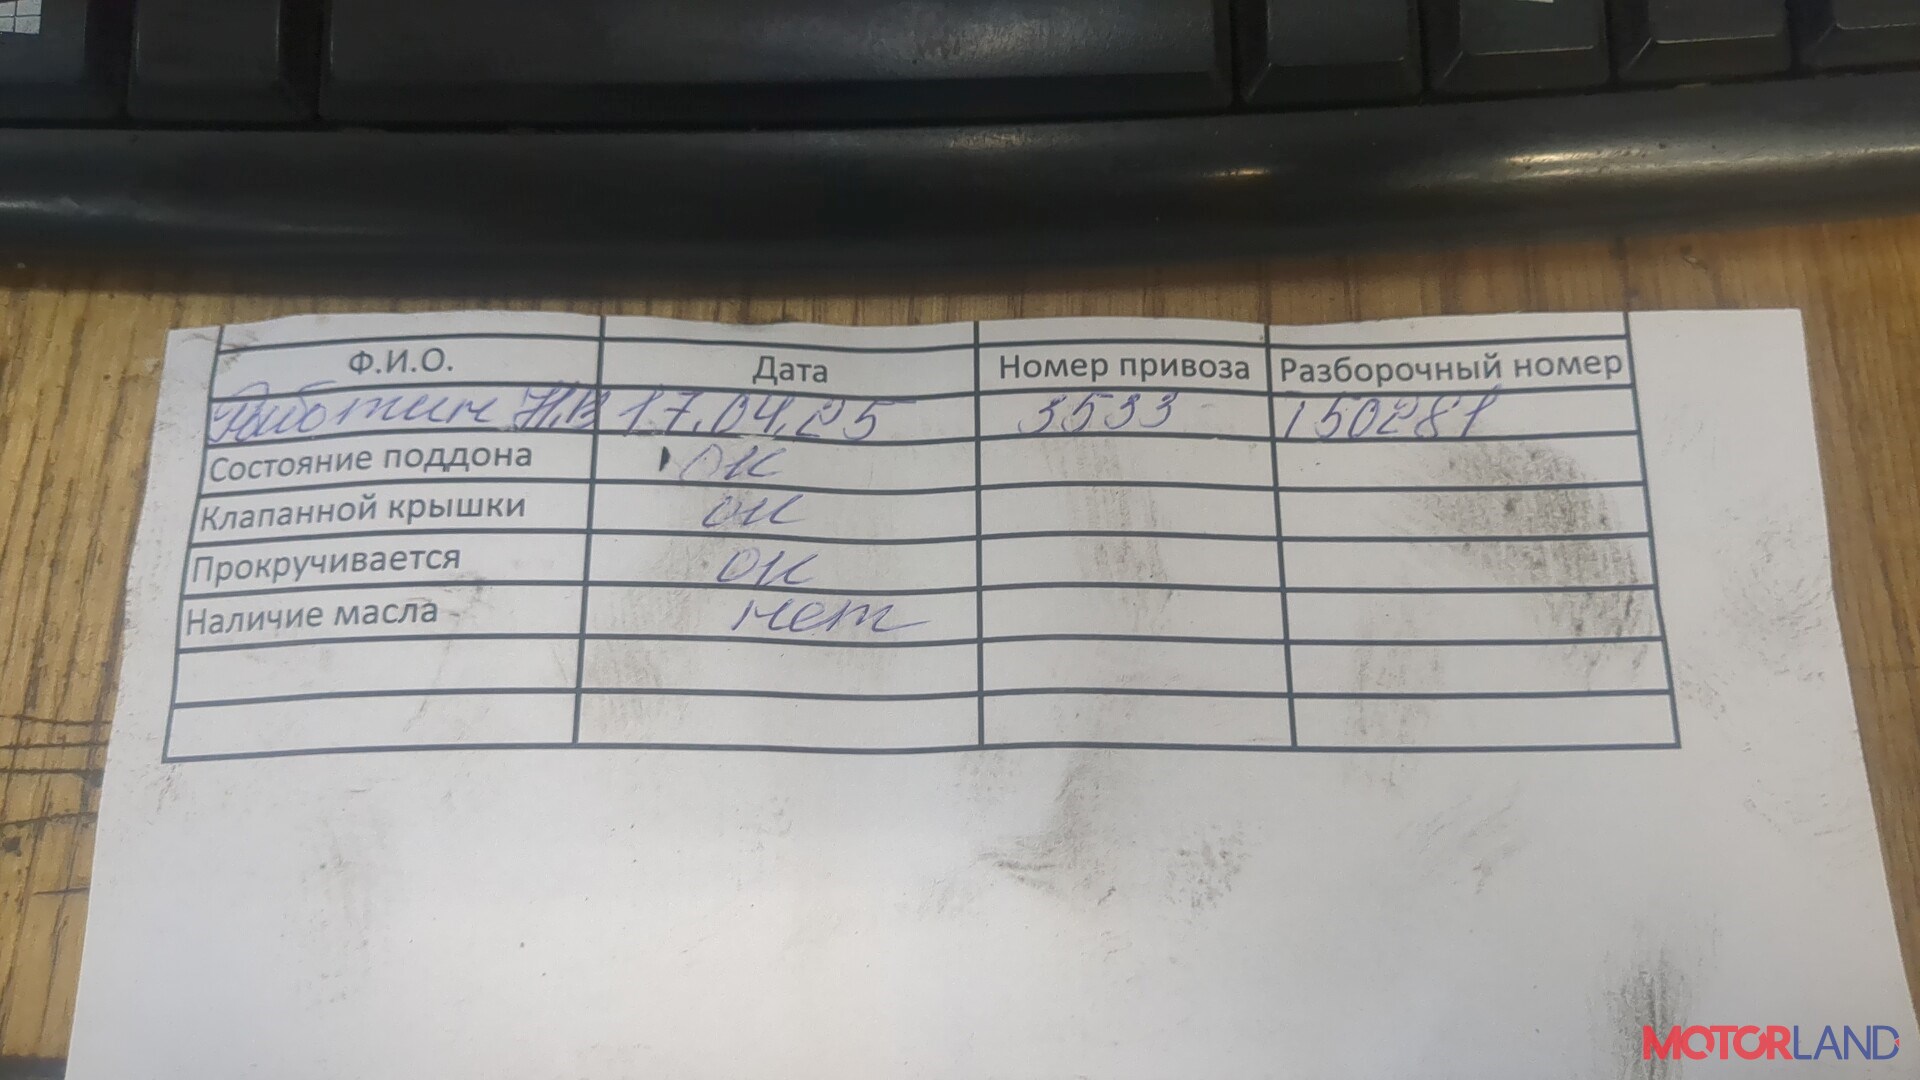 Ф.И.О. Дата Номер привоза Разборочный номер
Работин Н.В 17.04.25 3533 150281
Состояние поддона ок
Клапанной крышки ок
Прокручивается ок
Наличие масла нет
MOTORLAND